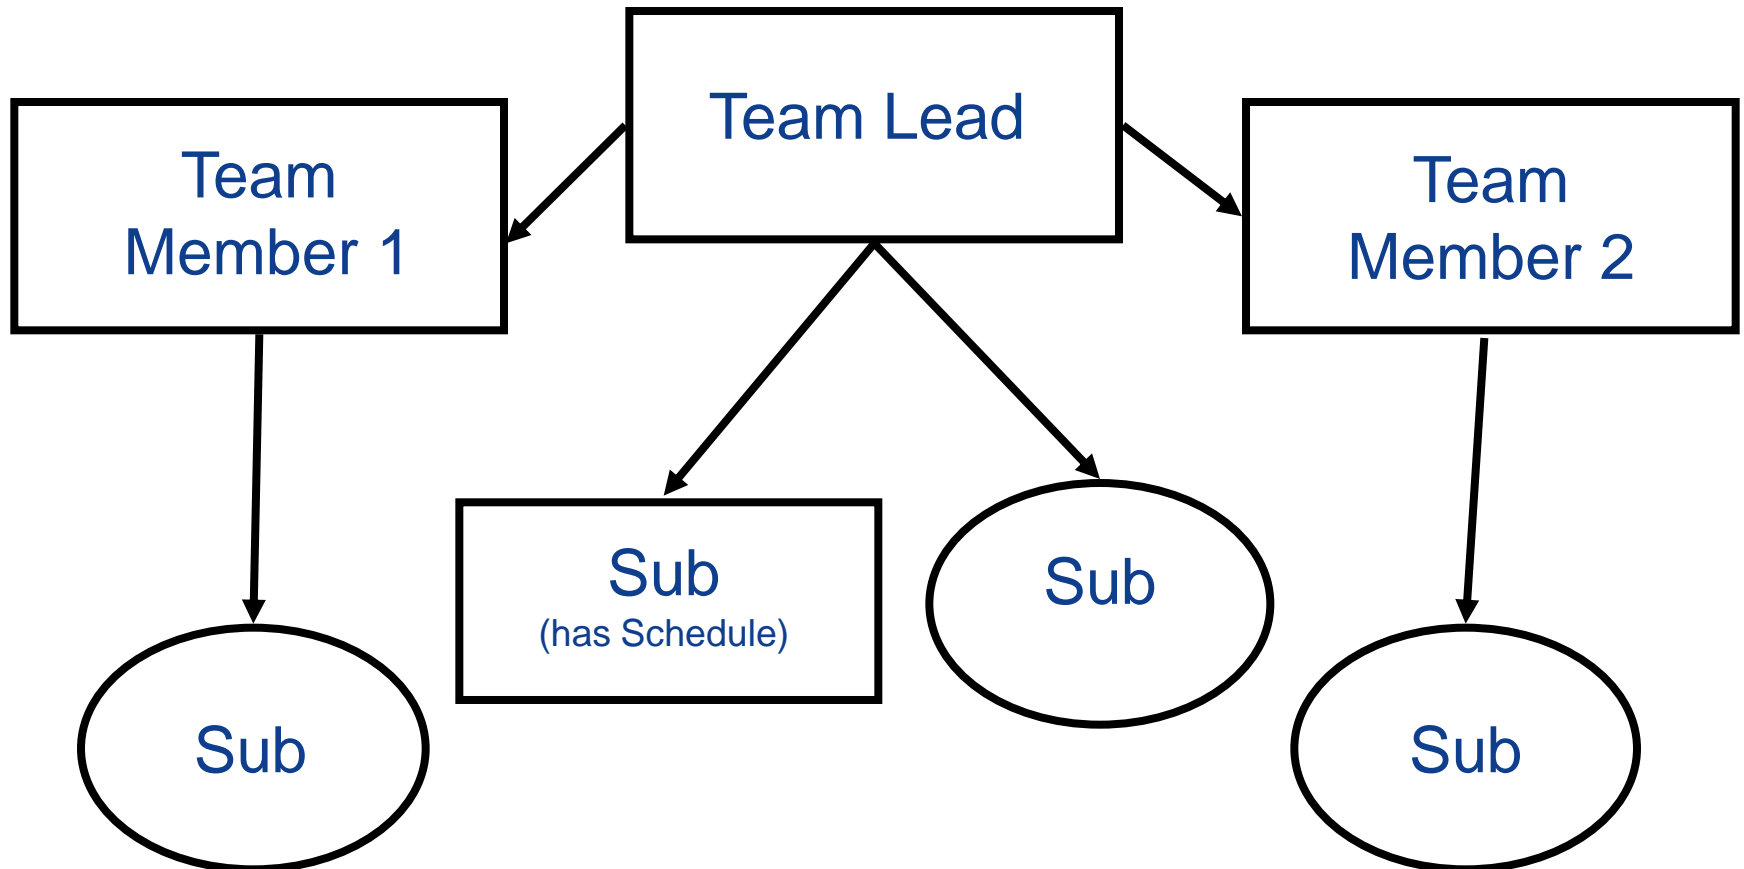 Team Lead
Team
Member 1
Team
Member 2
Sub
(has Schedule)
Sub
Sub
Sub